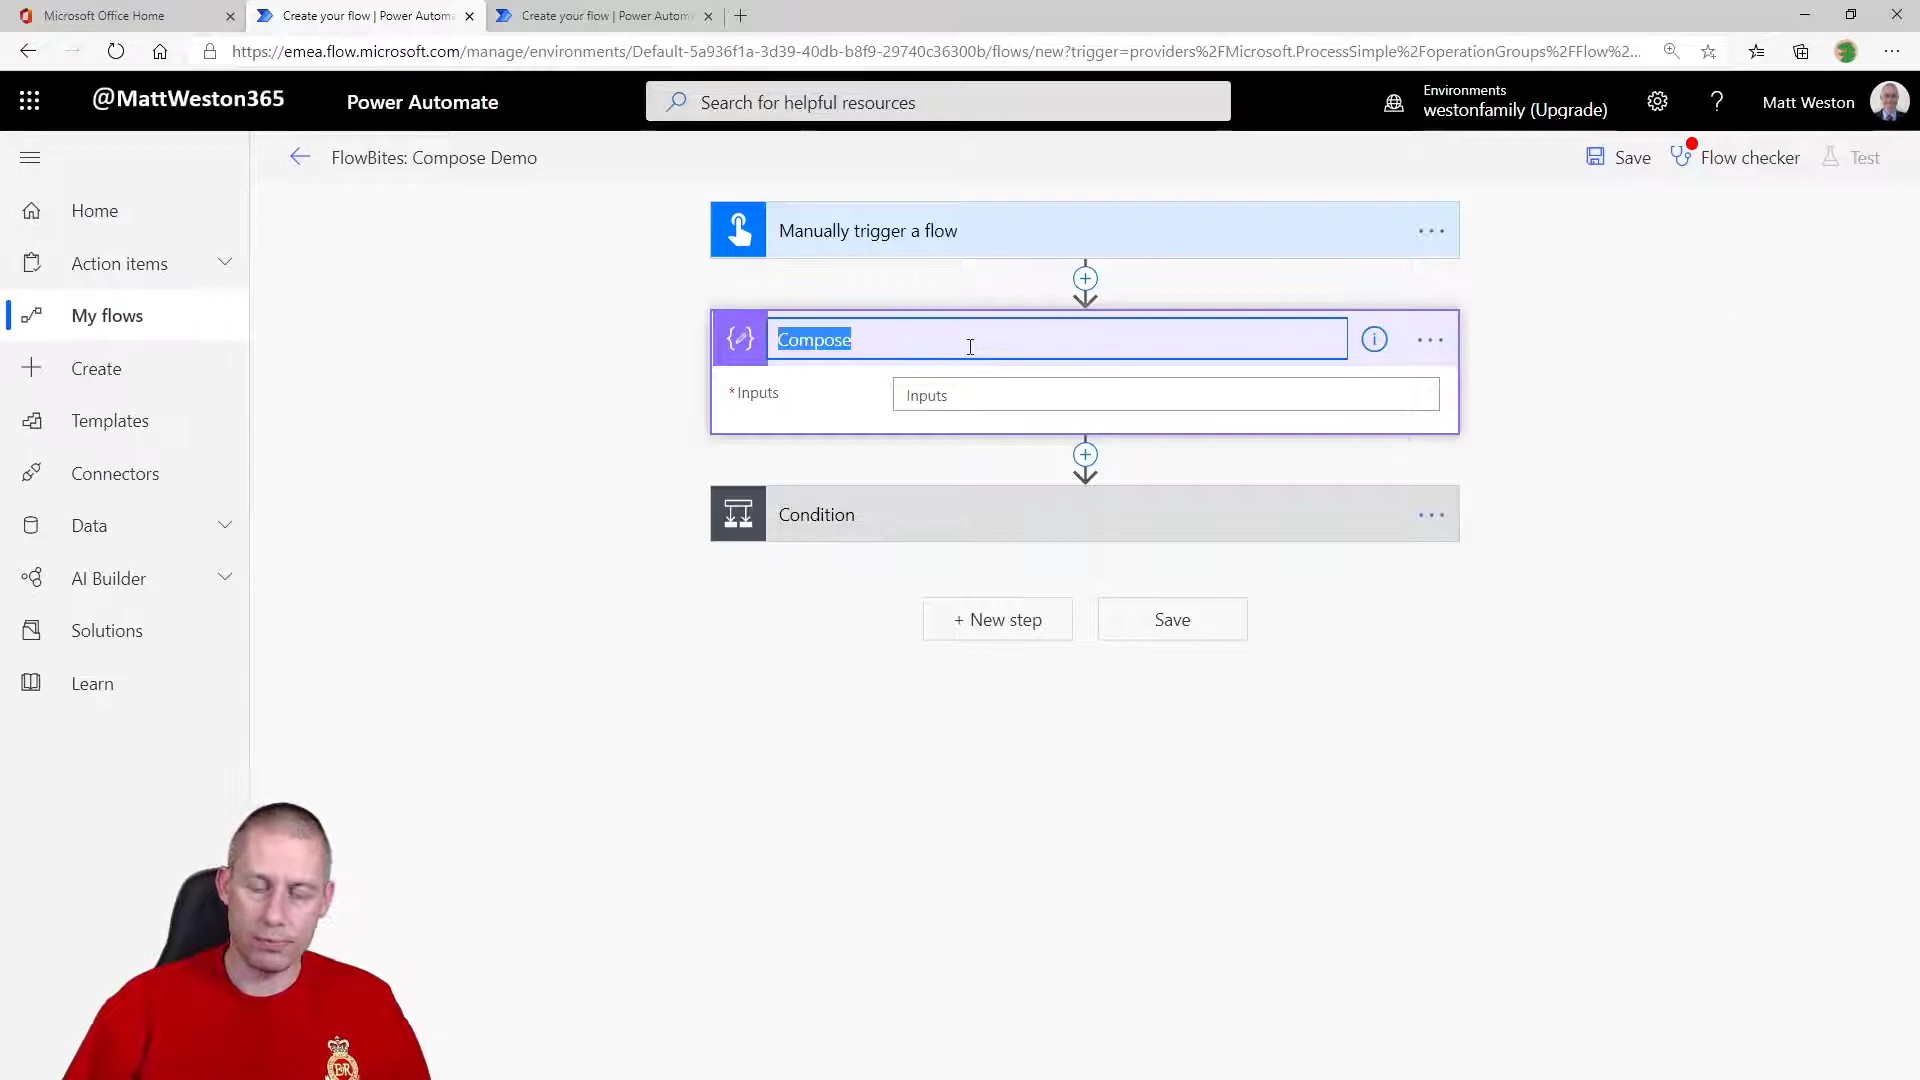 Microsoft Office Home
Create your flow | Power Automa
Create your flow | Power Autom
https://emea.flow.microsoft.com/manage/environments/Default-5a936f1a-3d39-40db-b8f9-29740c36300b/flows/new?trigger=providers%2FMicrosoft.ProcessSimple%2FoperationGroups%2FFlow%2...
@MattWeston365
Power Automate
Search for helpful resources
Environments
westonfamily (Upgrade)
?
Matt Weston
FlowBites: Compose Demo
Save
Flow checker
Test
Home
Action items
My flows
Create
Templates
Connectors
Data
AI Builder
Solutions
Learn
Manually trigger a flow
Compose
* Inputs
Inputs
Condition
+ New step
Save
E R